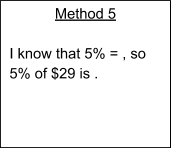 Method 5
I know that 5% = , so
5% of $29 is .